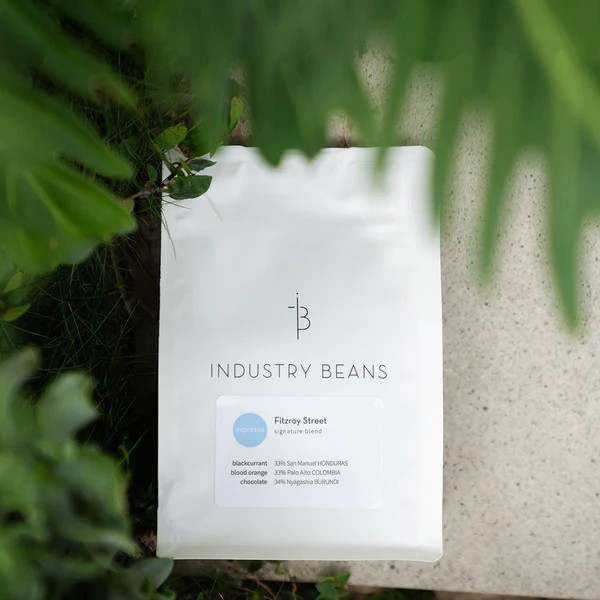 INDUSTRY BEANS
espresso
Fitzroy Street
signature blend
blackcurrant 33% San Manuel HONDURAS
blood orange 33% Palo Alto COLOMBIA
chocolate 34% Nyagashia BURUNDI